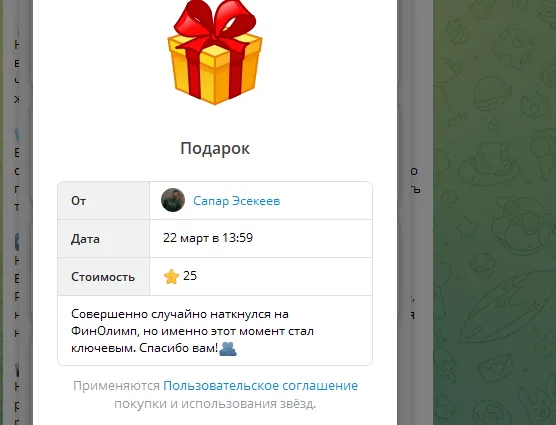 Подарок
От Сапар Эсекеев
Дата 22 март в 13:59
Стоимость 25
Совершенно случайно наткнулся на
ФинОлимп, но именно этот момент стал
ключевым. Спасибо вам!
Применяются Пользовательское соглашение
покупки и использования звёзд.